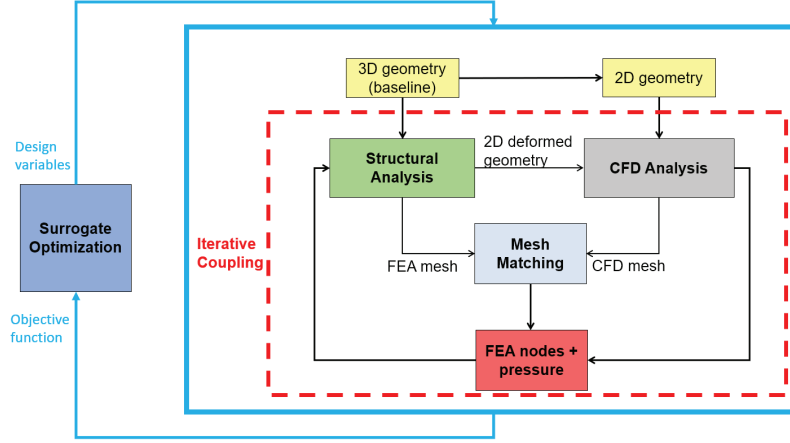 3D geometry
(baseline)
2D geometry
Design
variables
2D deformed
geometry
Structural
Analysis
CFD Analysis
Surrogate
Optimization
Iterative
Coupling
Mesh
Matching
FEA mesh
CFD mesh
Objective
function
FEA nodes +
pressure